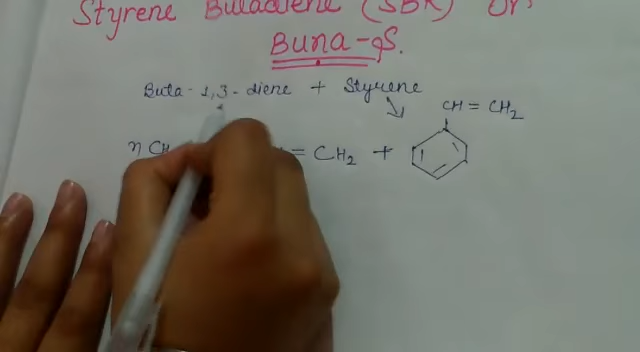 Styrene Butadiene (SBR) Or,
Buna-S.
Buta-1,3-diene + Styrene
CH = CH₂
n CH = CH₂ +